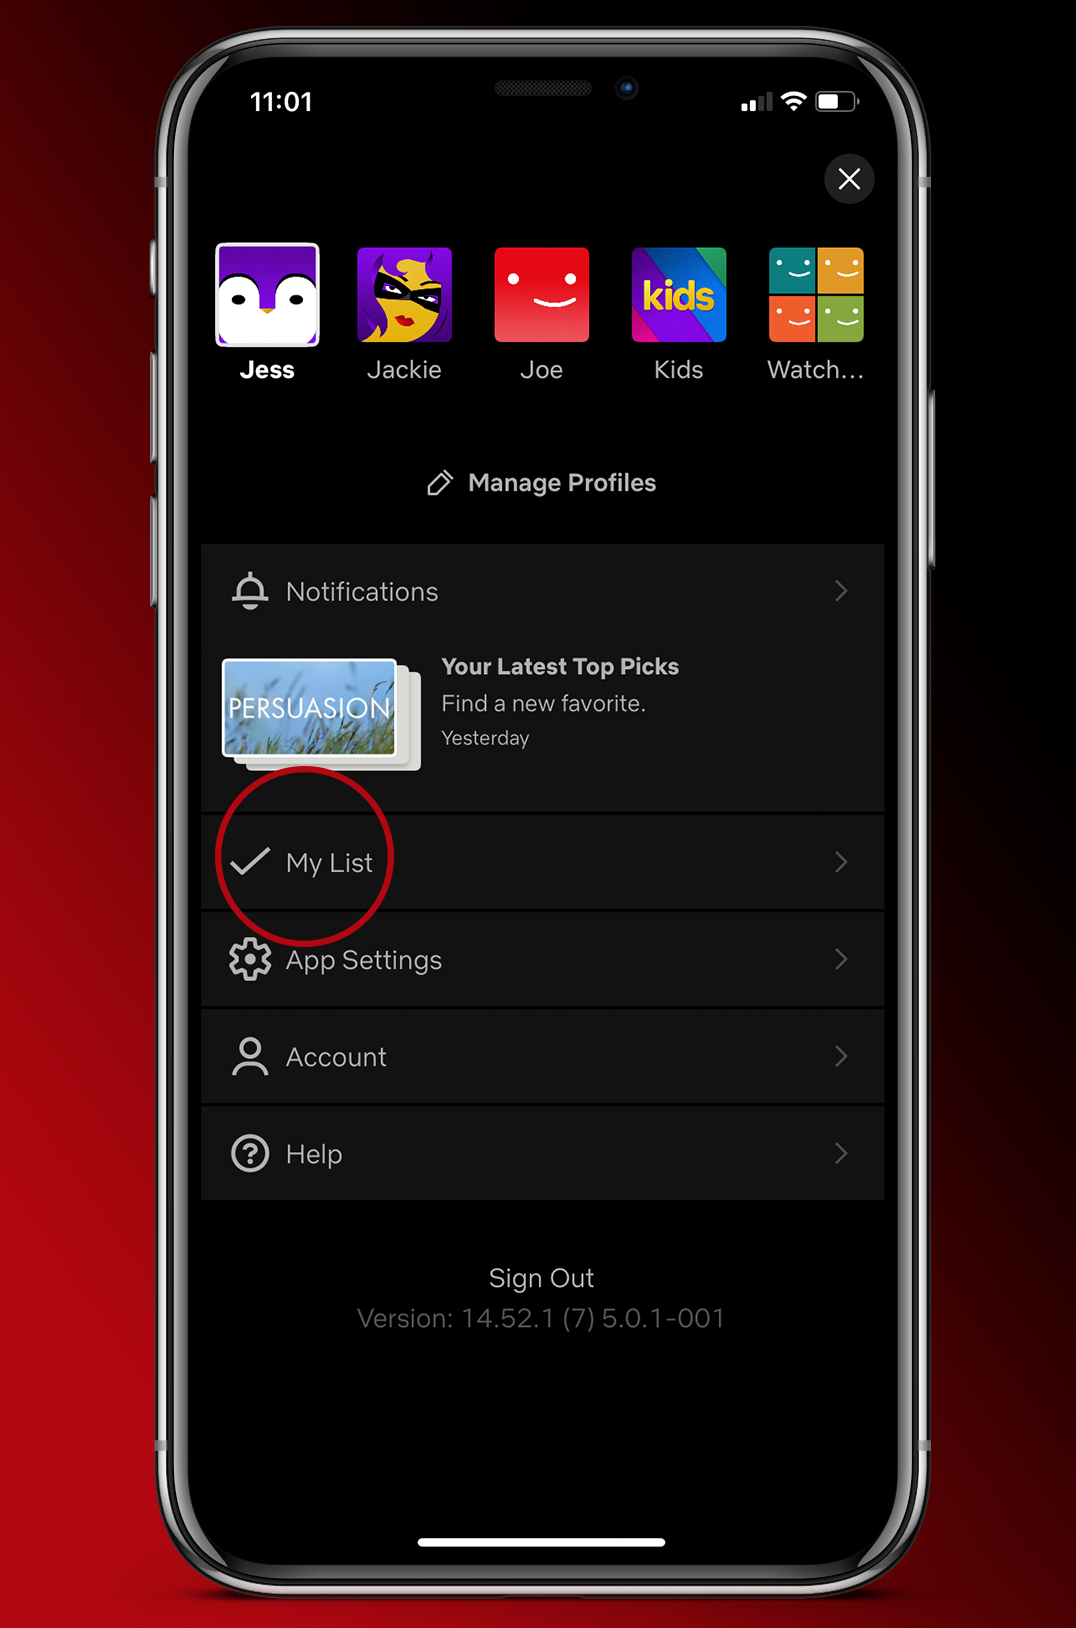 11:01
Jess
Jackie
Joe
kids
Kids
Watch...
Manage Profiles
Notifications
PERSUASION
Your Latest Top Picks
Find a new favorite.
Yesterday
My List
App Settings
Account
Help
Sign Out
Version: 14.52.1 (7) 5.0.1-001